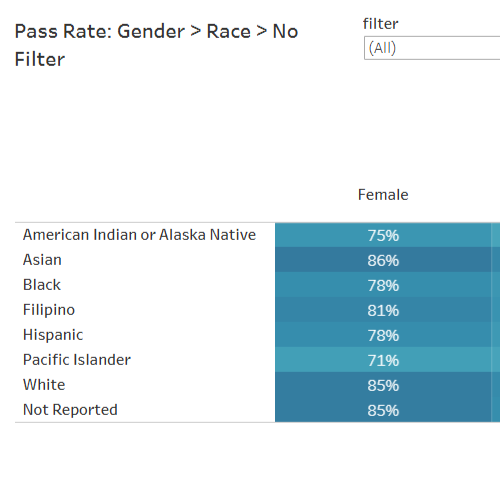 Pass Rate: Gender > Race > No
Filter
filter
(All)
Female
American Indian or Alaska Native 75%
Asian 86%
Black 78%
Filipino 81%
Hispanic 78%
Pacific Islander 71%
White 85%
Not Reported 85%